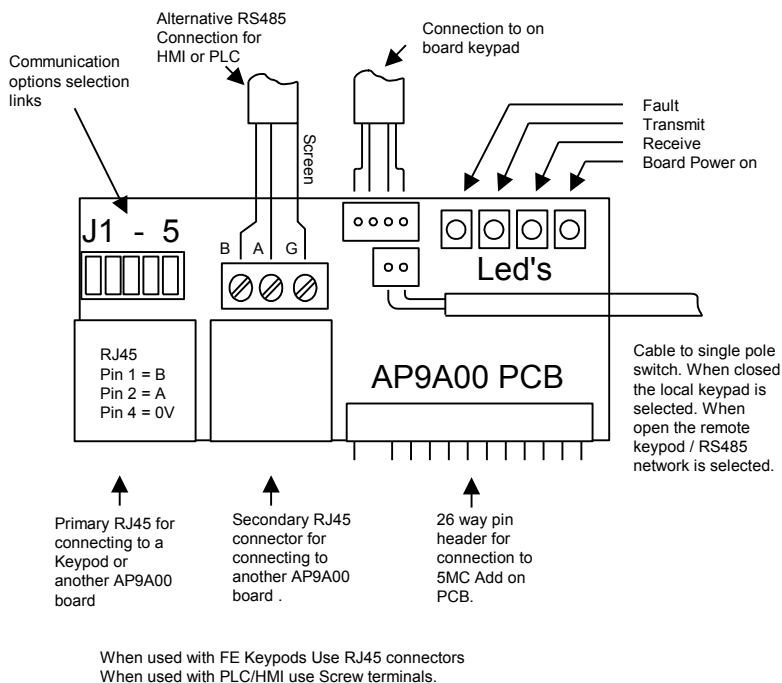 Alternative RS485
Connection for
HMI or PLC
Connection to on
board keypad
Communication
options selection
links
Fault
Transmit
Receive
Board Power on
Screen
J1 - 5
B A G
Led's
RJ45
Pin 1 = B
Pin 2 = A
Pin 4 = 0V
AP9A00 PCB
Cable to single pole
switch. When closed
the local keypad is
selected. When
open the remote
keypod / RS485
network is selected.
Primary RJ45 for
connecting to a
Keypod or
another AP9A00
board
Secondary RJ45
connector for
connecting to
another AP9A00
board .
26 way pin
header for
connection to
5MC Add on
PCB.
When used with FE Keypods Use RJ45 connectors
When used with PLC/HMI use Screw terminals.